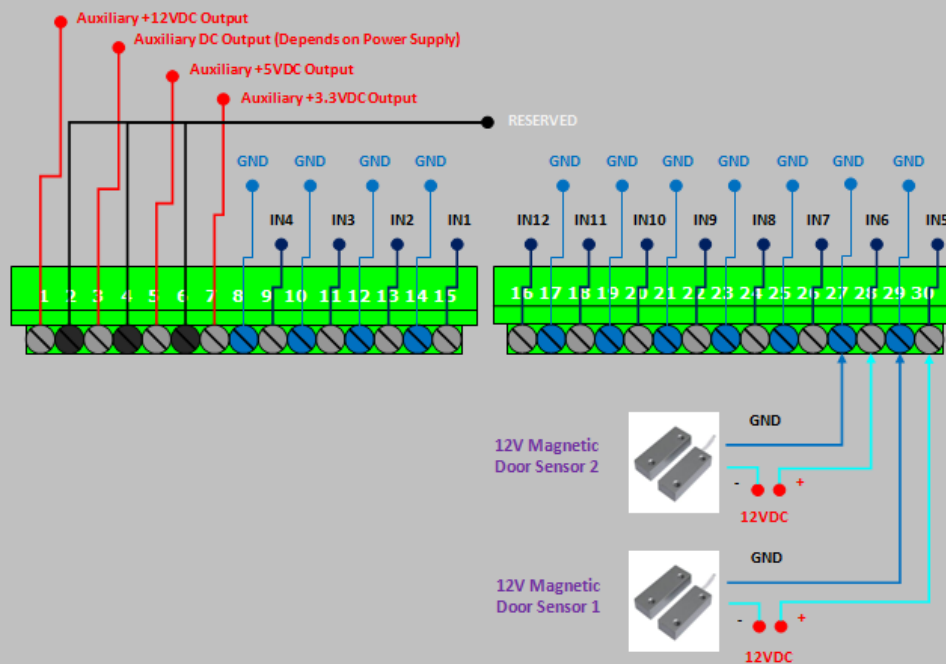 Auxiliary +12VDC Output
Auxiliary DC Output (Depends on Power Supply)
Auxiliary +5VDC Output
Auxiliary +3.3VDC Output
RESERVED
GND GND GND GND GND GND GND GND GND GND GND
IN4 IN3 IN2 IN1 IN12 IN11 IN10 IN9 IN8 IN7 IN6 IN5
1 2 3 4 5 6 7 8 9 10 11 12 13 14 15 16 17 18 19 20 21 22 23 24 25 26 27 28 29 30
GND
12V Magnetic
Door Sensor 2
- +
12VDC
GND
12V Magnetic
Door Sensor 1
- +
12VDC